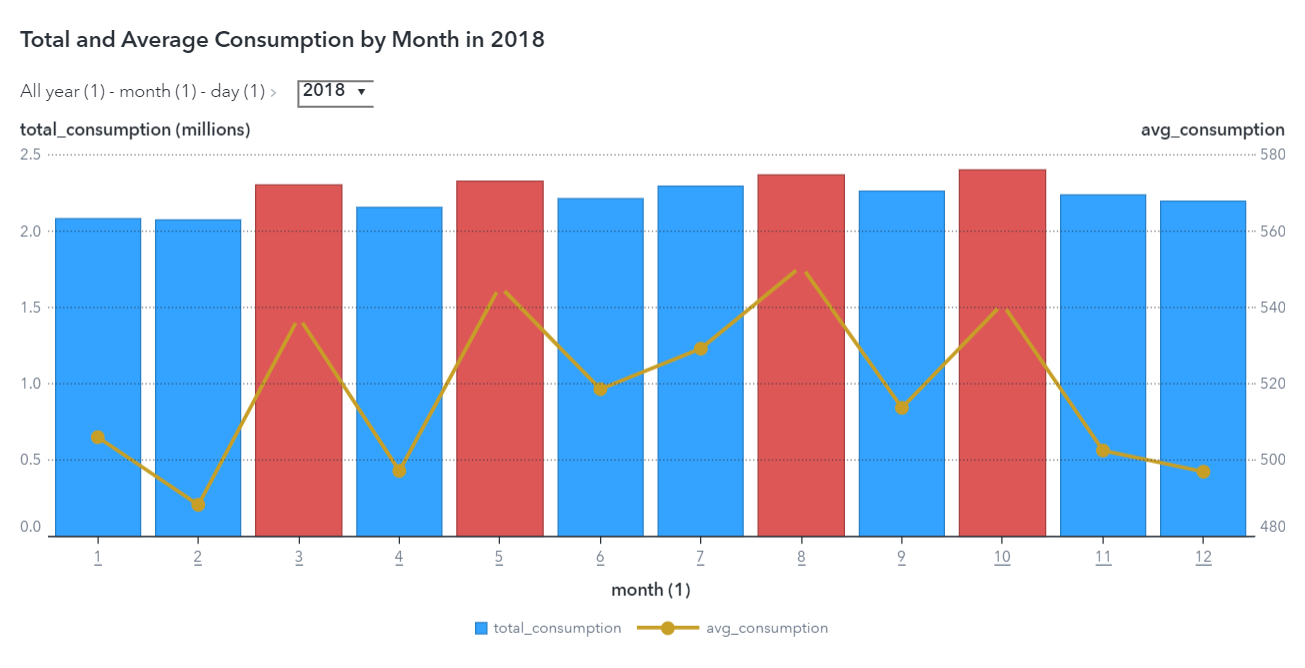 Total and Average Consumption by Month in 2018
All year (1) - month (1) - day (1) › 2018 ▼
total_consumption (millions) avg_consumption
2.5 580
2.0 560
1.5 540
1.0 520
0.5 500
0.0 480
1 2 3 4 5 6 7 8 9 10 11 12
month (1)
total_consumption avg_consumption